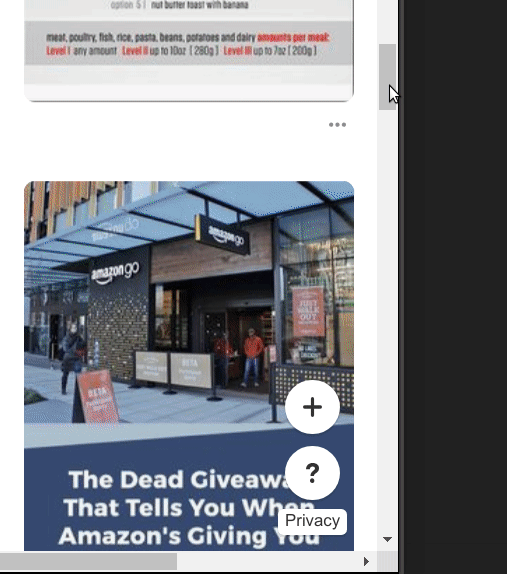 option 5 | nut butter toast with banana
meat, poultry, fish, rice, pasta, beans, potatoes and dairy amounts per meal:
Level I any amount Level II up to 10oz [280g] Level III up to 7oz [200g]
amazon go
amazon go
JUST
WALK
OUT
BETA
The Dead Giveaway
That Tells You When
Amazon's Giving You
+
?
Privacy